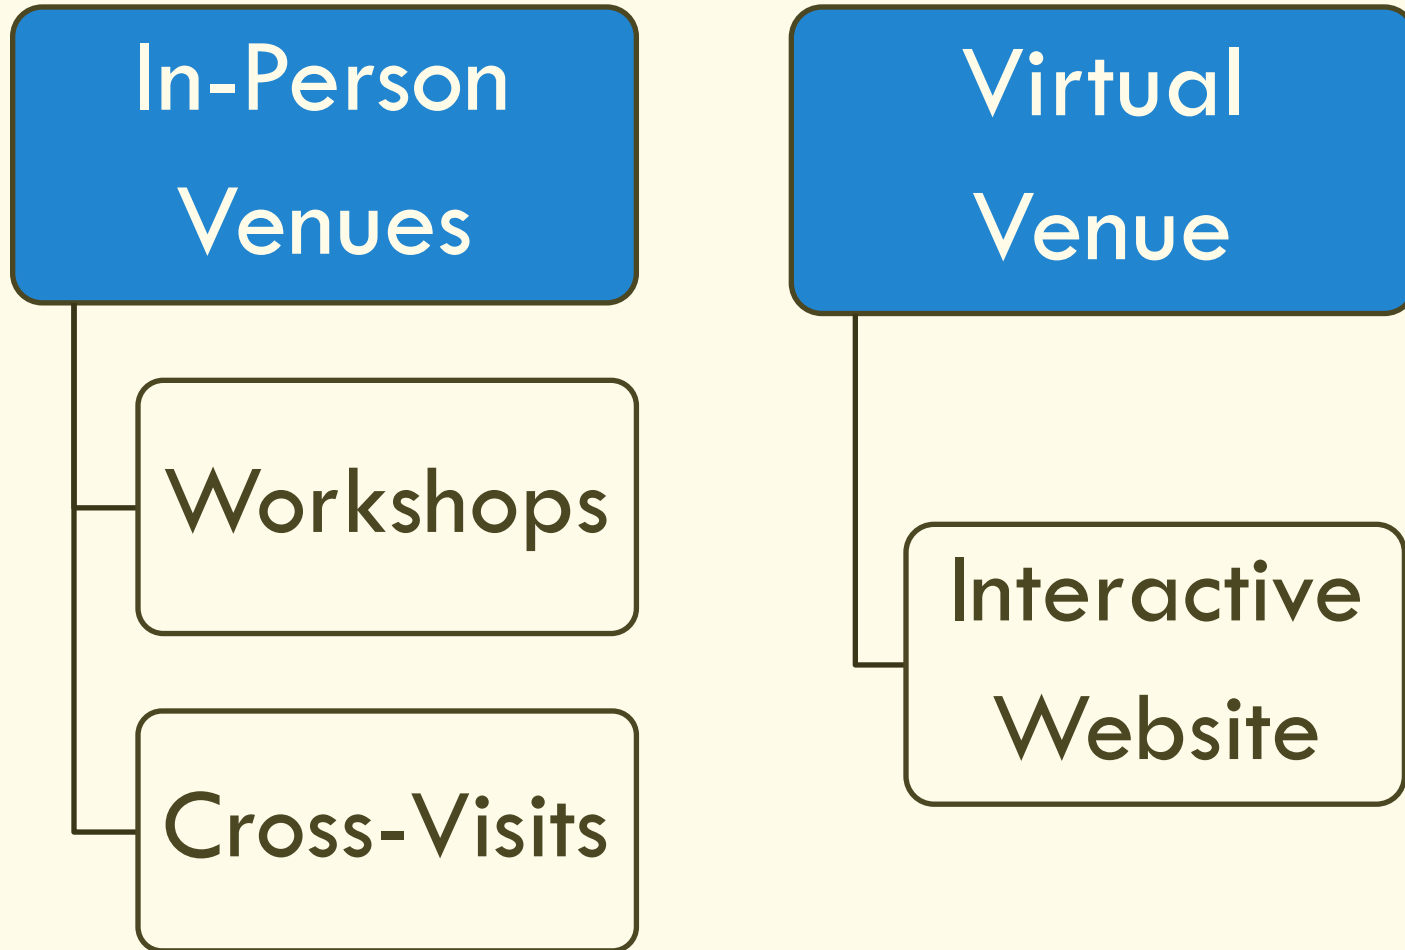 In-Person
Venues
Workshops
Cross-Visits
Virtual
Venue
Interactive
Website